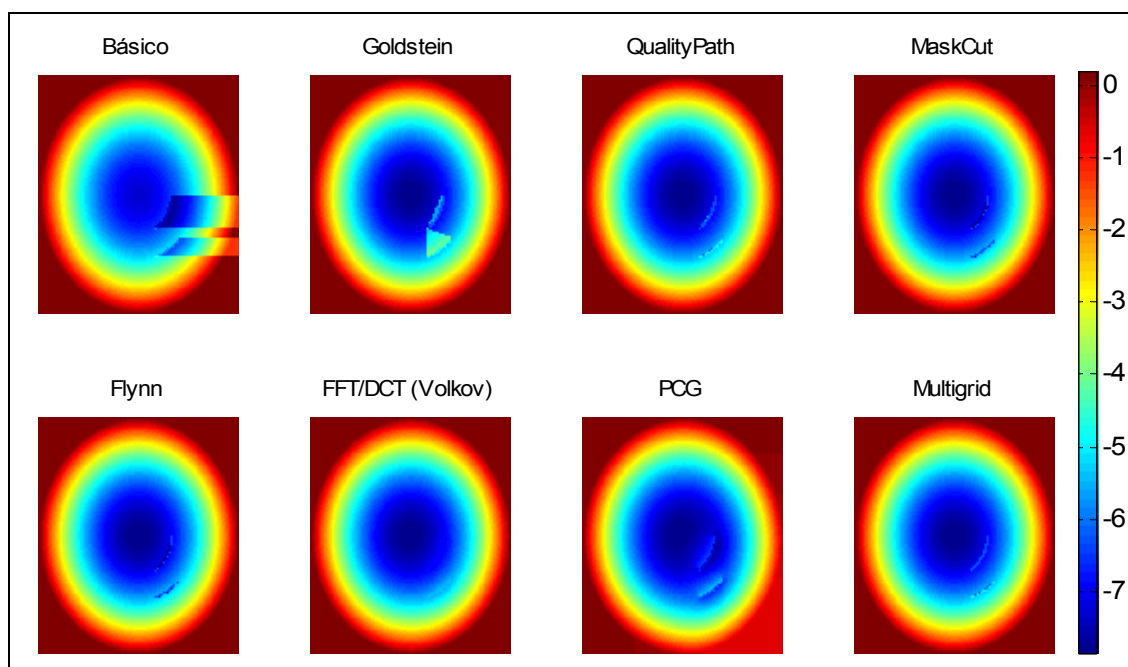 Básico
Goldstein
QualityPath
MaskCut
0
-1
-2
-3
-4
-5
-6
-7
Flynn
FFT/DCT (Volkov)
PCG
Multigrid